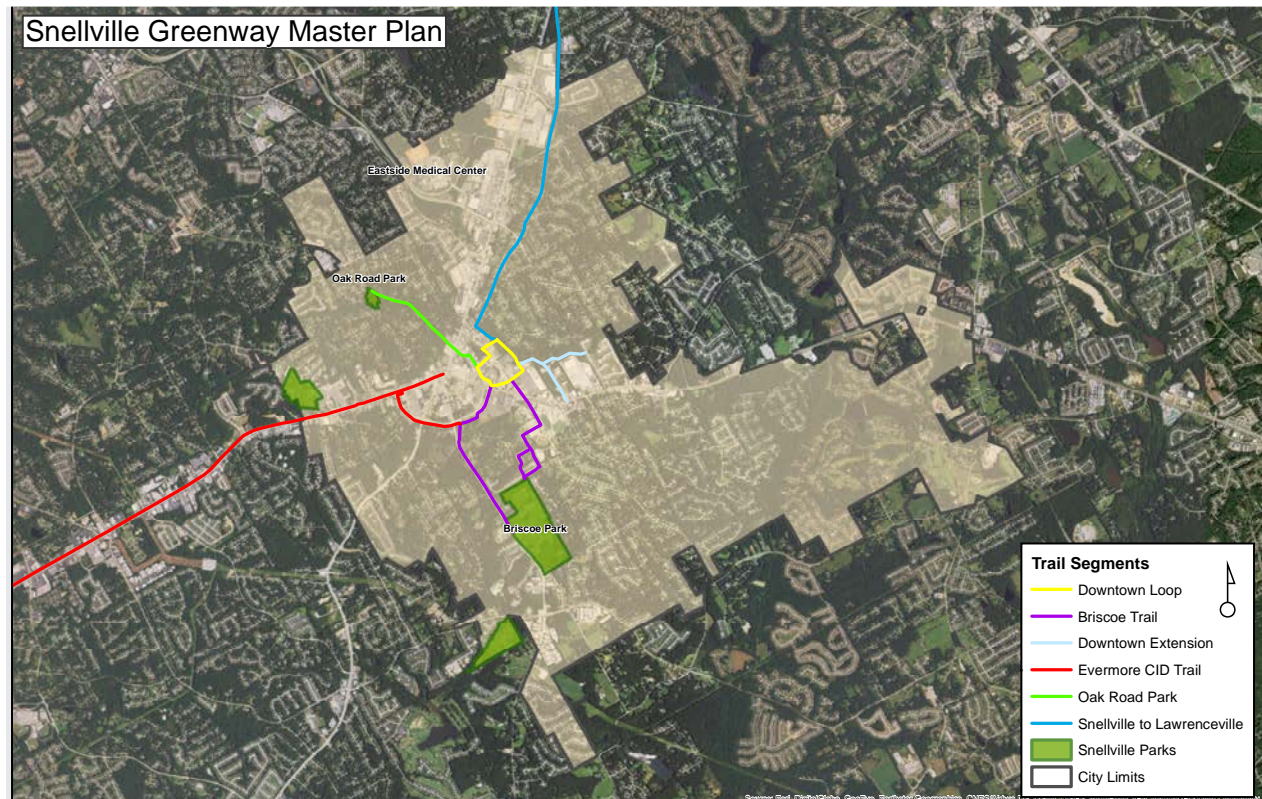 Snellville Greenway Master Plan
Eastside Medical Center
Oak Road Park
Briscoe Park
Trail Segments
Downtown Loop
Briscoe Trail
Downtown Extension
Evermore CID Trail
Oak Road Park
Snellville to Lawrenceville
Snellville Parks
City Limits